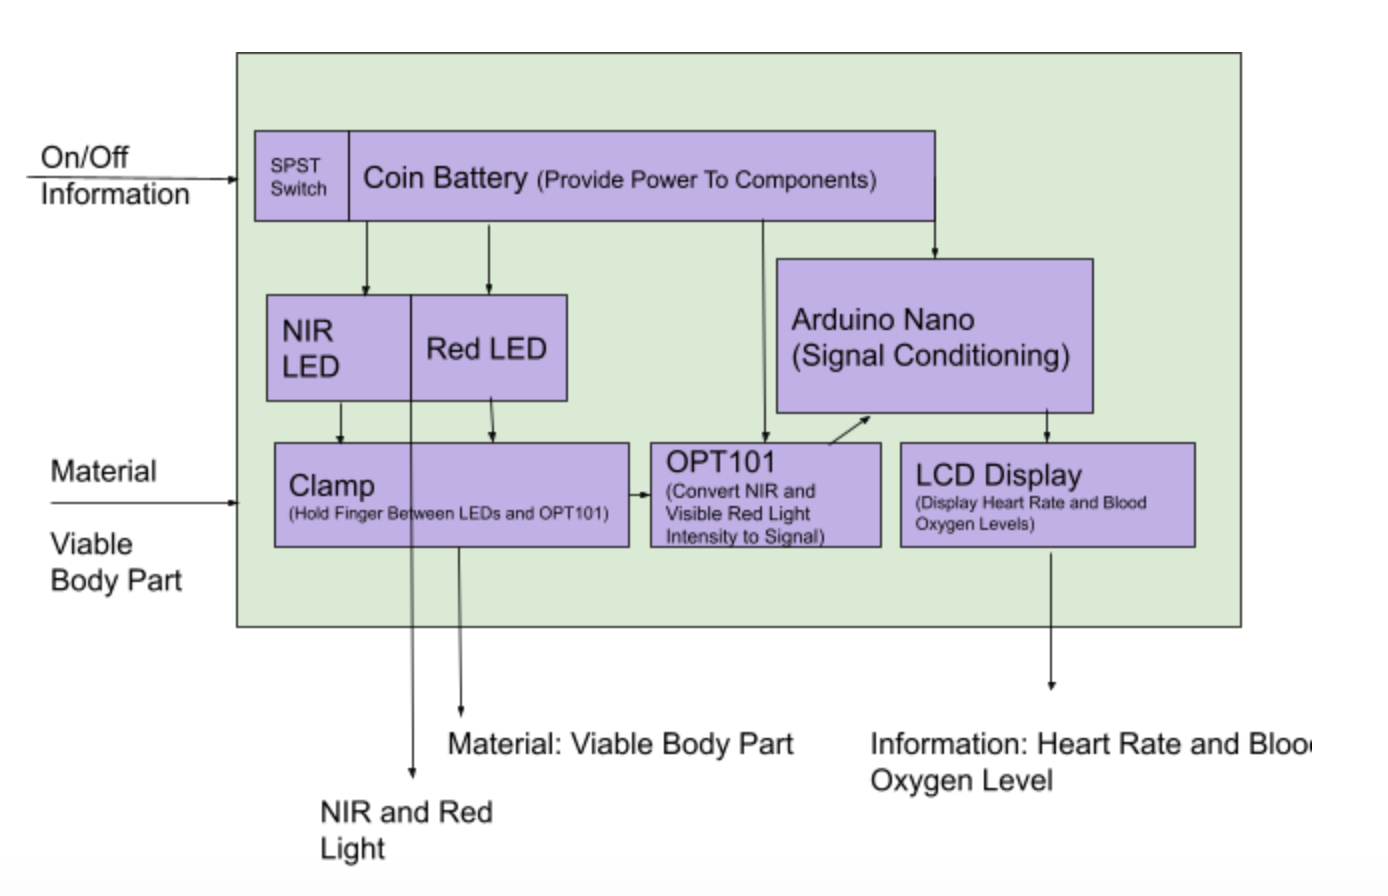 On/Off
Information
SPST
Switch
Coin Battery (Provide Power To Components)
NIR
LED
Red LED
Arduino Nano
(Signal Conditioning)
Material
Viable
Body Part
Clamp
(Hold Finger Between LEDs and OPT101)
OPT101
(Convert NIR and
Visible Red Light
Intensity to Signal)
LCD Display
(Display Heart Rate and Blood
Oxygen Levels)
Material: Viable Body Part
Information: Heart Rate and Bloo
Oxygen Level
NIR and Red
Light